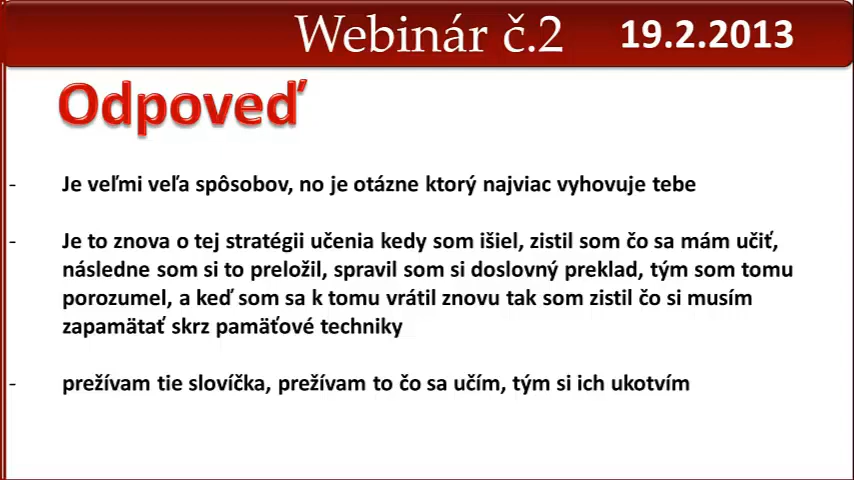 Webinár č.2 19.2.2013
Odpoveď
- Je veľmi veľa spôsobov, no je otázne ktorý najviac vyhovuje tebe
- Je to znova o tej stratégii učenia kedy som išiel, zistil som čo sa mám učiť,
následne som si to preložil, spravil som si doslovný preklad, tým som tomu
porozumel, a keď som sa k tomu vrátil znovu tak som zistil čo si musím
zapamätať skrz pamäťové techniky
- prežívam tie slovíčka, prežívam to čo sa učím, tým si ich ukotvím